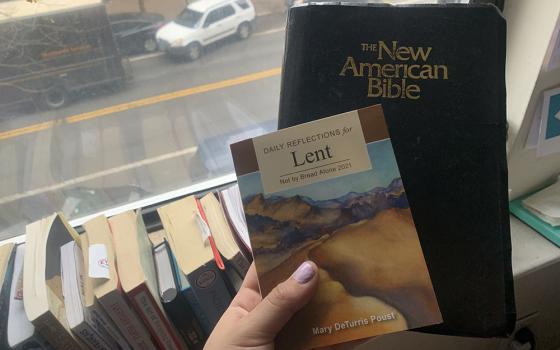 THE New
American
Bible
DAILY REFLECTIONS for
Lent
Not by Bread Alone 2021
Mary DeTurris Poust